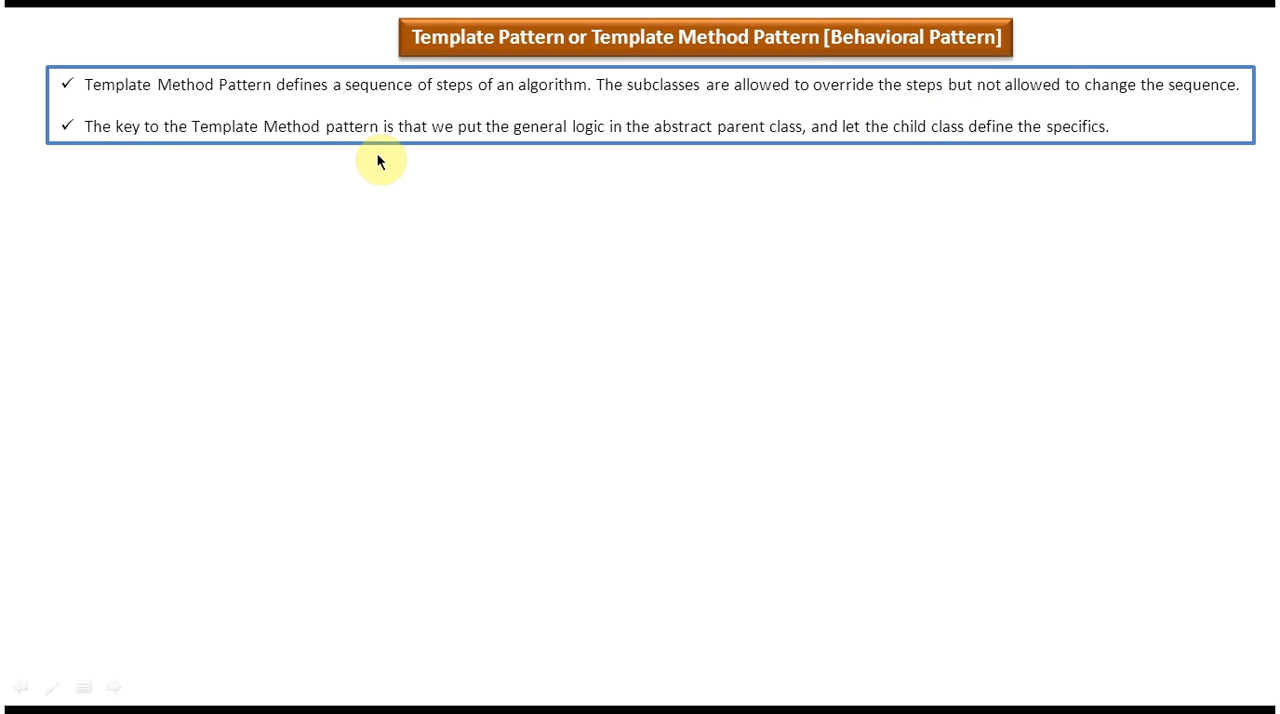 Template Pattern or Template Method Pattern [Behavioral Pattern]
✓ Template Method Pattern defines a sequence of steps of an algorithm. The subclasses are allowed to override the steps but not allowed to change the sequence.
✓ The key to the Template Method pattern is that we put the general logic in the abstract parent class, and let the child class define the specifics.